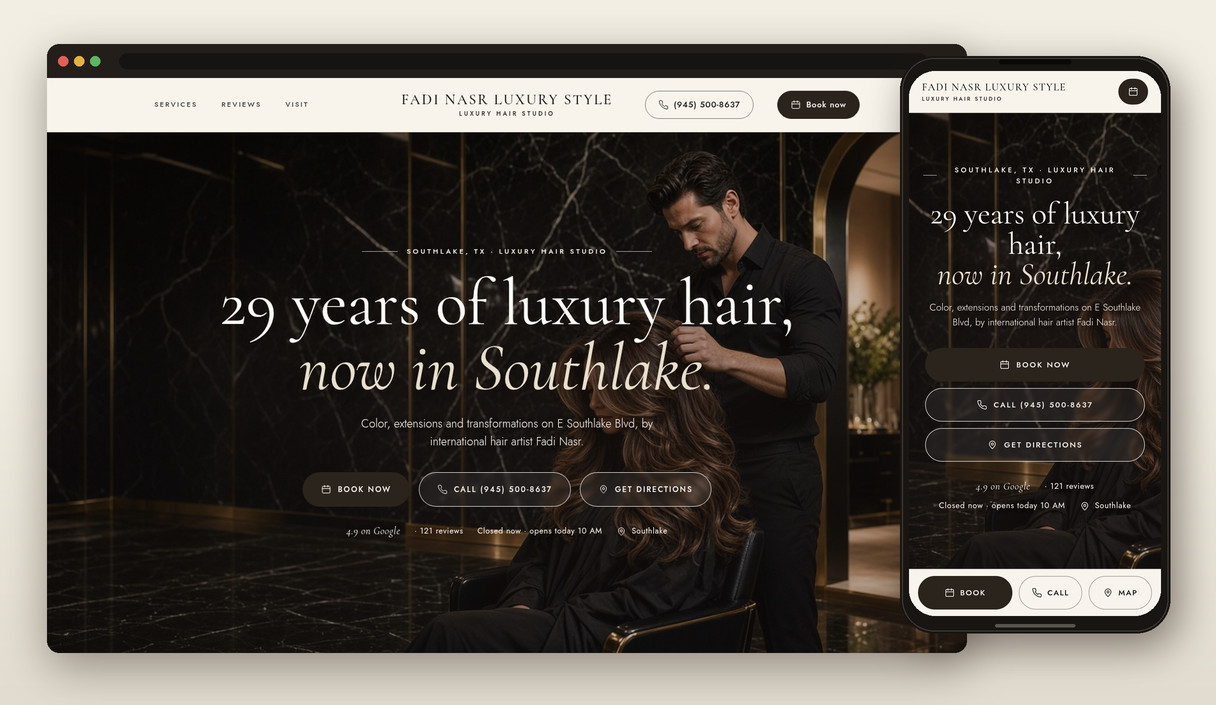 SERVICES REVIEWS VISIT
FADI NASR LUXURY STYLE
LUXURY HAIR STUDIO
(945) 500-8637
Book now
SOUTHLAKE, TX · LUXURY HAIR STUDIO
29 years of luxury hair,
now in Southlake.
Color, extensions and transformations on E Southlake Blvd, by
international hair artist Fadi Nasr.
BOOK NOW
CALL (945) 500-8637
GET DIRECTIONS
4.9 on Google · 121 reviews Closed now · opens today 10 AM Southlake
FADI NASR LUXURY STYLE
LUXURY HAIR STUDIO
SOUTHLAKE, TX · LUXURY HAIR
STUDIO
29 years of luxury
hair,
now in Southlake.
Color, extensions and transformations on E Southlake
Blvd, by international hair artist Fadi Nasr.
BOOK NOW
CALL (945) 500-8637
GET DIRECTIONS
4.9 on Google · 121 reviews
Closed now · opens today 10 AM Southlake
BOOK CALL MAP